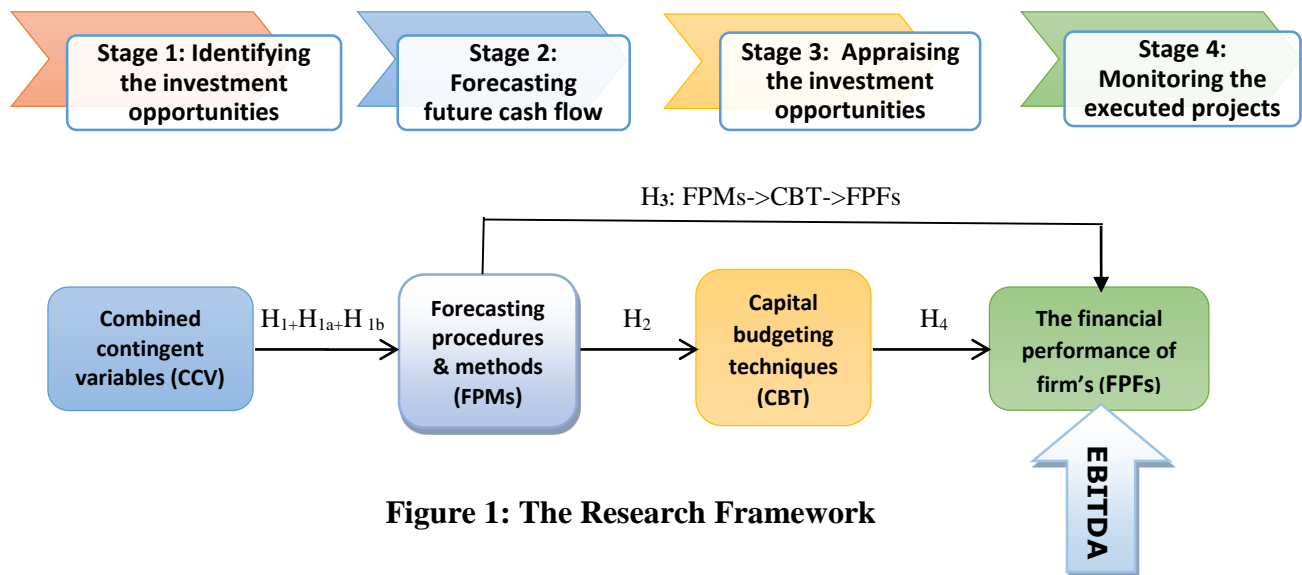 Stage 1: Identifying
the investment
opportunities
Stage 2:
Forecasting
future cash flow
Stage 3: Appraising
the investment
opportunities
Stage 4:
Monitoring the
executed projects
H3: FPMs->CBT->FPFs
Combined
contingent
variables (CCV)
H1+H1a+H 1b
Forecasting
procedures
& methods
(FPMs)
H2
Capital
budgeting
techniques
(CBT)
H4
The financial
performance of
firm's (FPFs)
EBITDA
Figure 1: The Research Framework